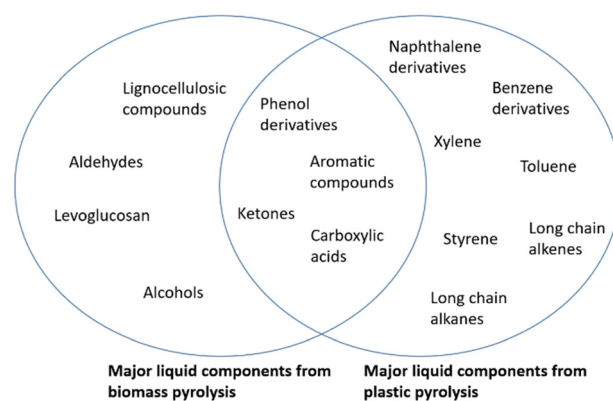 Lignocellulosic
compounds
Aldehydes
Levoglucosan
Alcohols
Phenol
derivatives
Aromatic
compounds
Ketones
Carboxylic
acids
Naphthalene
derivatives
Benzene
derivatives
Xylene
Toluene
Styrene
Long chain
alkenes
Long chain
alkanes
Major liquid components from
biomass pyrolysis
Major liquid components from
plastic pyrolysis